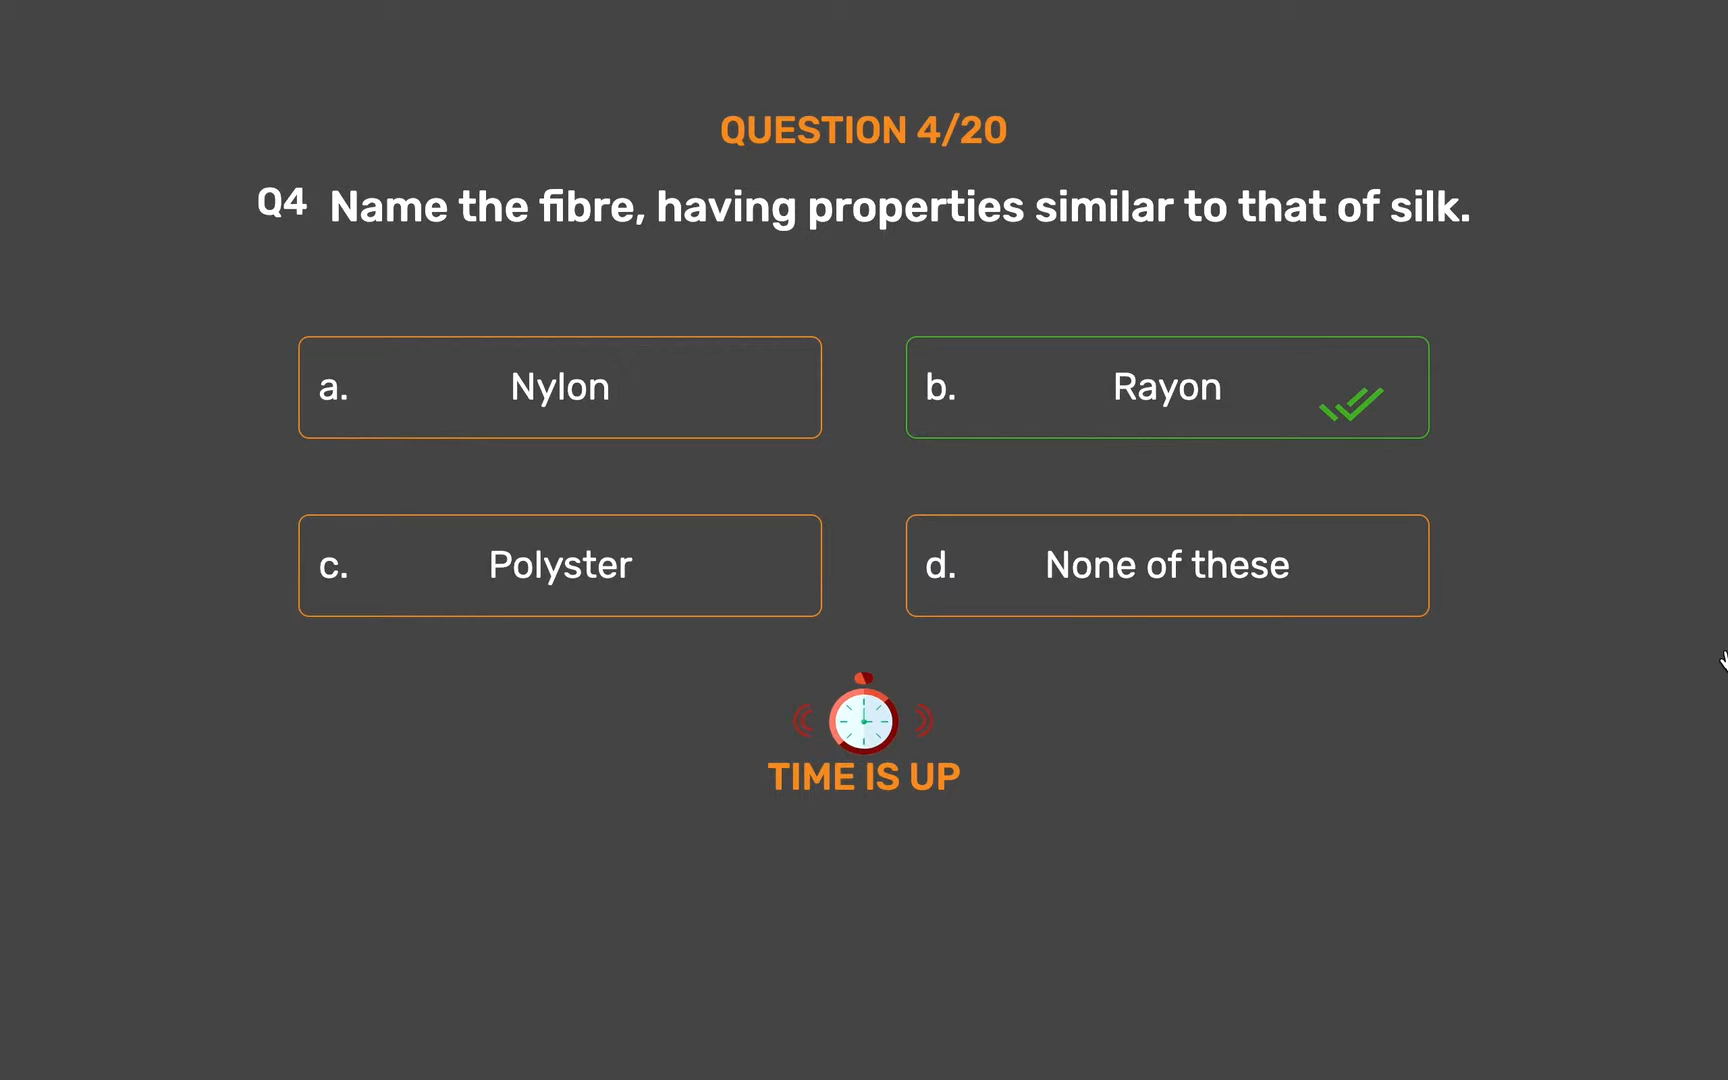 QUESTION 4/20
Q4 Name the fibre, having properties similar to that of silk.
a. Nylon
b. Rayon
c. Polyster
d. None of these
TIME IS UP